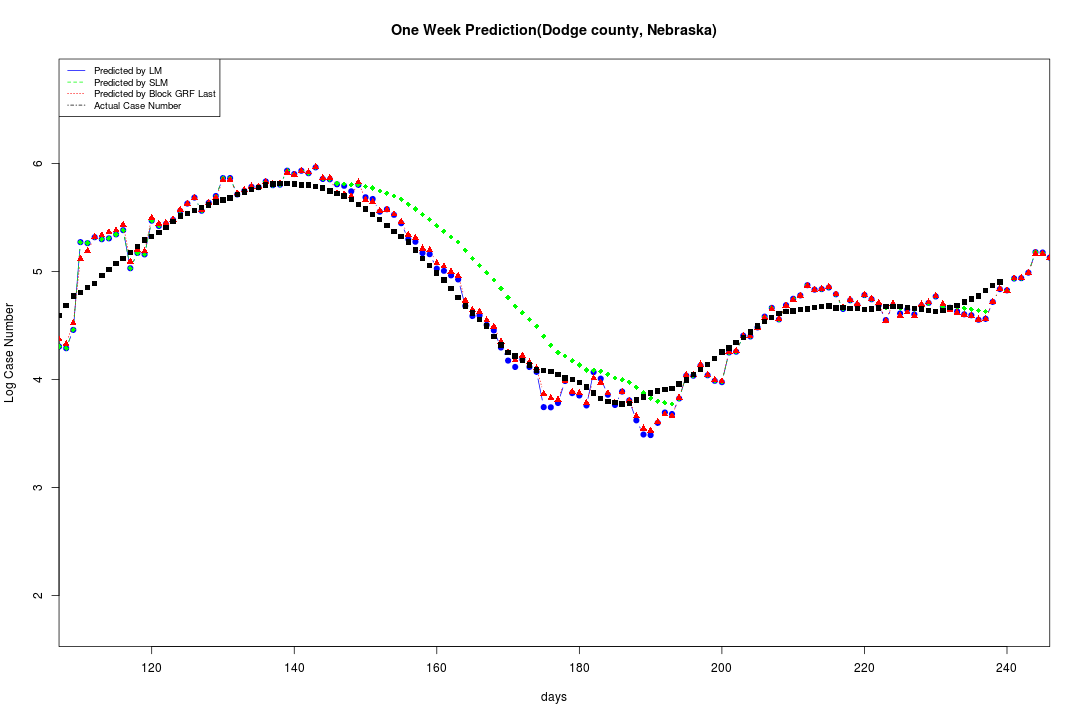 One Week Prediction(Dodge county, Nebraska)
Predicted by LM
Predicted by SLM
Predicted by Block GRF Last
Actual Case Number
6
5
4
3
2
Log Case Number
120 140 160 180 200 220 240
days